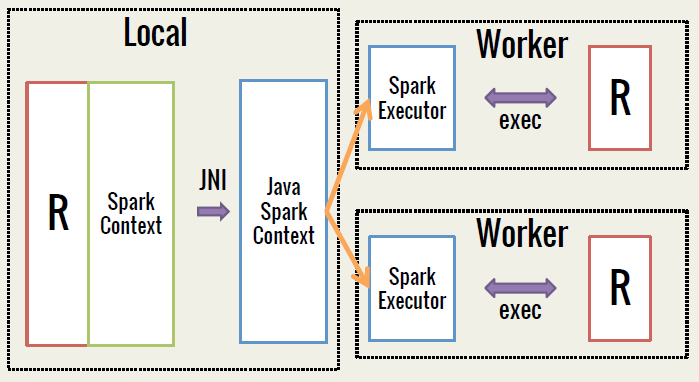 Local
R
Spark
Context
JNI
Java
Spark
Context
Worker
Spark
Executor
exec
R
Worker
Spark
Executor
exec
R